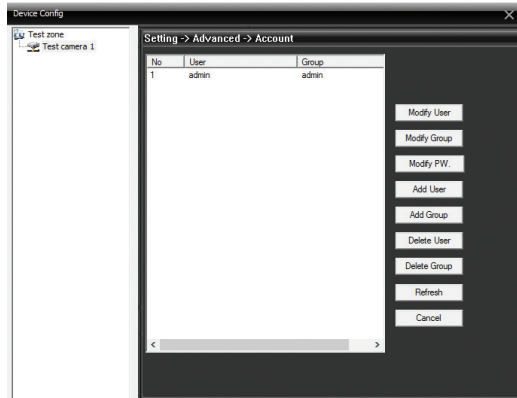 Device Config
Test zone
Test camera 1
Setting -> Advanced -> Account
No User Group
1 admin admin
Modify User
Modify Group
Modify PW.
Add User
Add Group
Delete User
Delete Group
Refresh
Cancel